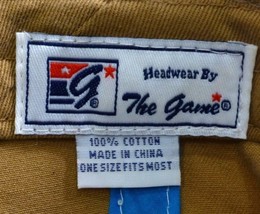 G®
Headwear By
The Game®
100% COTTON
MADE IN CHINA
ONE SIZE FITS MOST